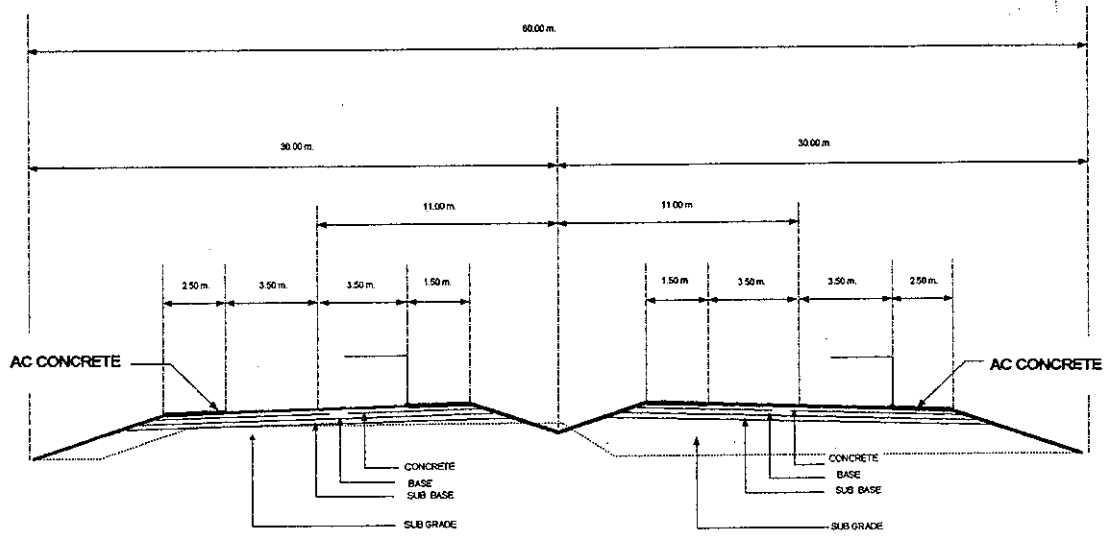 60.00 m.
30.00 m.
30.00 m.
11.00 m.
11.00 m.
2.50 m.
3.50 m.
3.50 m.
1.50 m.
1.50 m.
3.50 m.
3.50 m.
2.50 m.
AC CONCRETE
AC CONCRETE
CONCRETE
BASE
SUB BASE
SUB GRADE
CONCRETE
BASE
SUB BASE
SUB GRADE